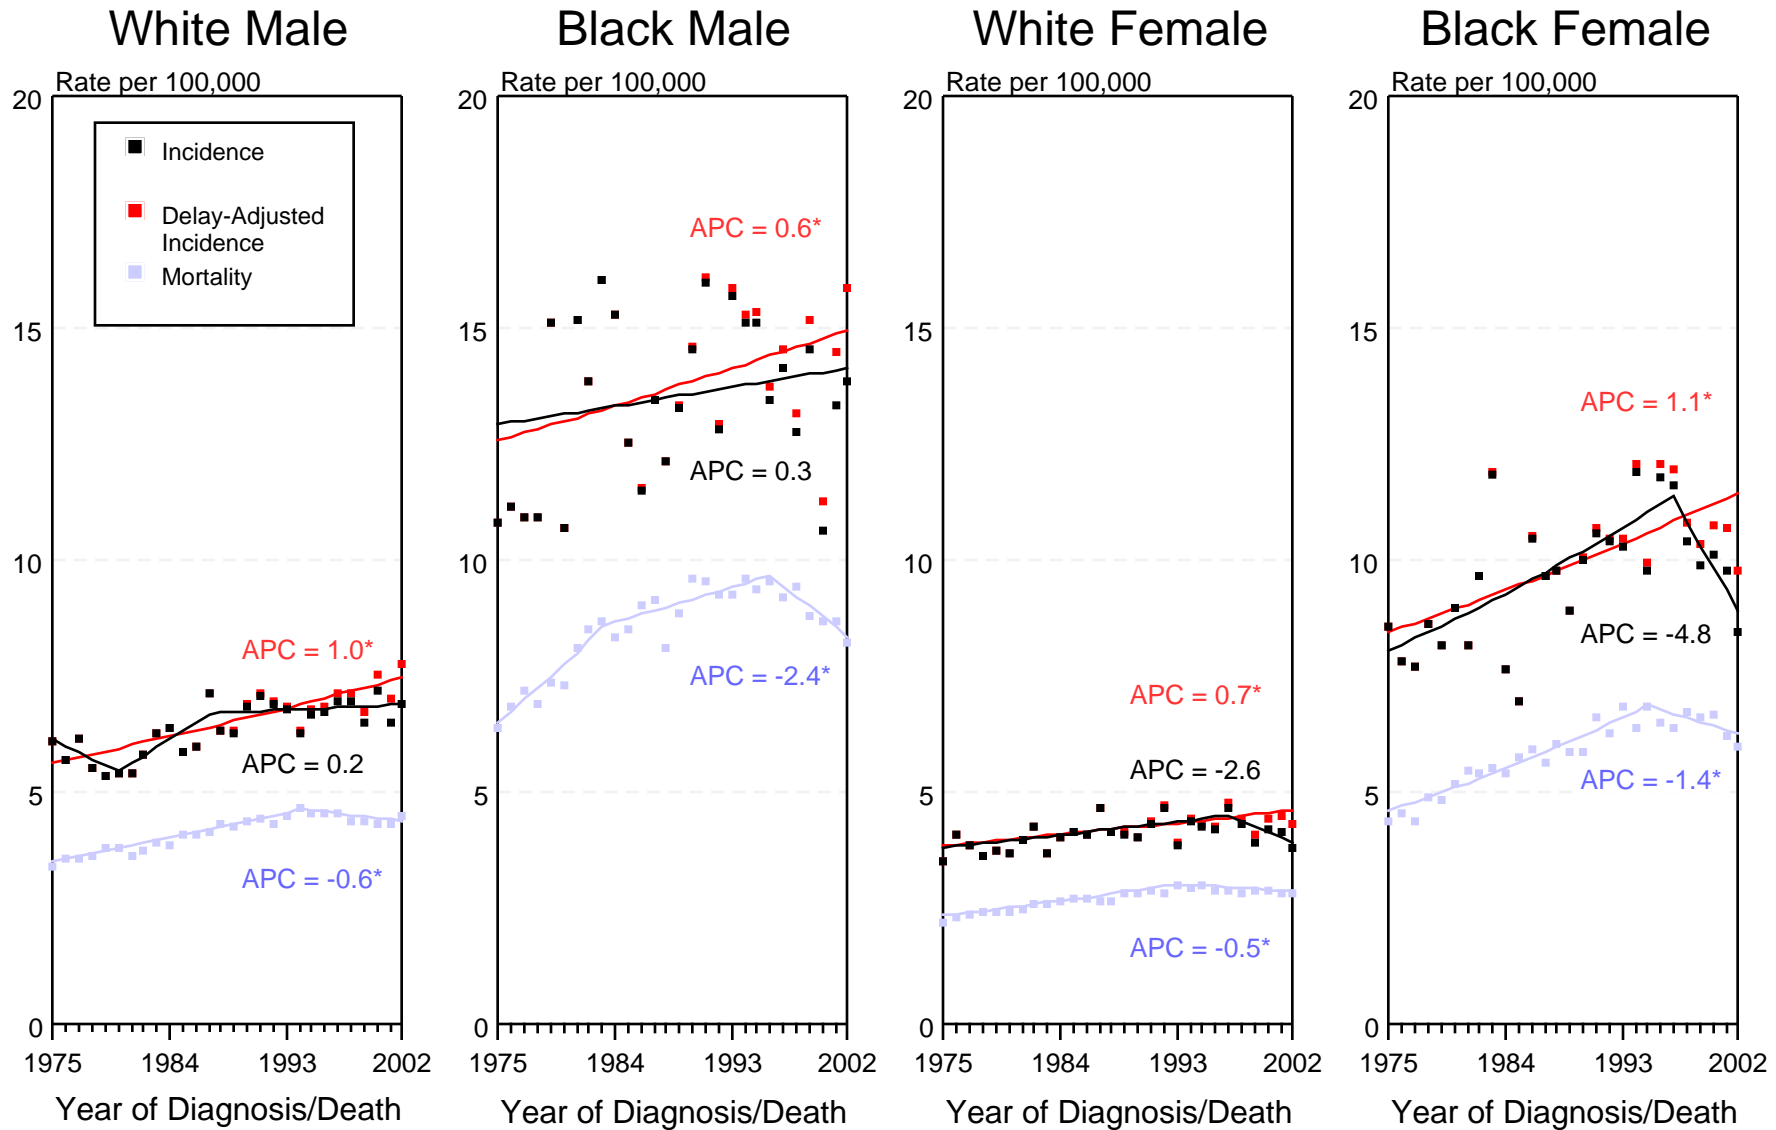 White Male
Black Male
White Female
Black Female
Rate per 100,000
20
15
10
5
0
Incidence
Delay-Adjusted
Incidence
Mortality
APC = 1.0*
APC = 0.2
APC = -0.6*
1975 1984 1993 2002
Year of Diagnosis/Death
Rate per 100,000
20
15
10
5
0
APC = 0.6*
APC = 0.3
APC = -2.4*
1975 1984 1993 2002
Year of Diagnosis/Death
Rate per 100,000
20
15
10
5
0
APC = 0.7*
APC = -2.6
APC = -0.5*
1975 1984 1993 2002
Year of Diagnosis/Death
Rate per 100,000
20
15
10
5
0
APC = 1.1*
APC = -4.8
APC = -1.4*
1975 1984 1993 2002
Year of Diagnosis/Death